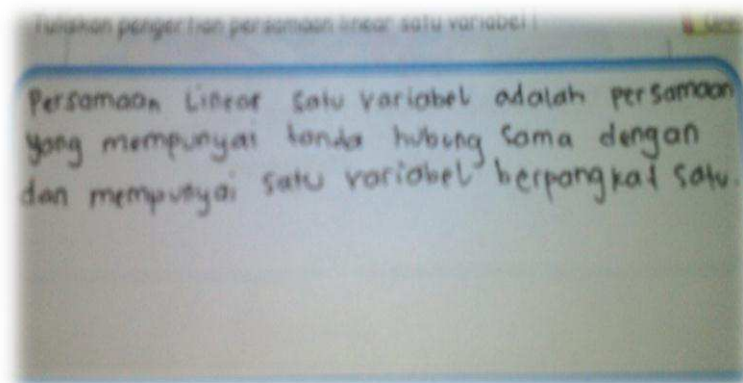 Tuliskan pengertian persamaan linear satu variabel !
Persamaan Linear satu variabel adalah persamaan
yang mempunyai tanda hubung sama dengan
dan mempunyai satu variabel berpangkat satu.